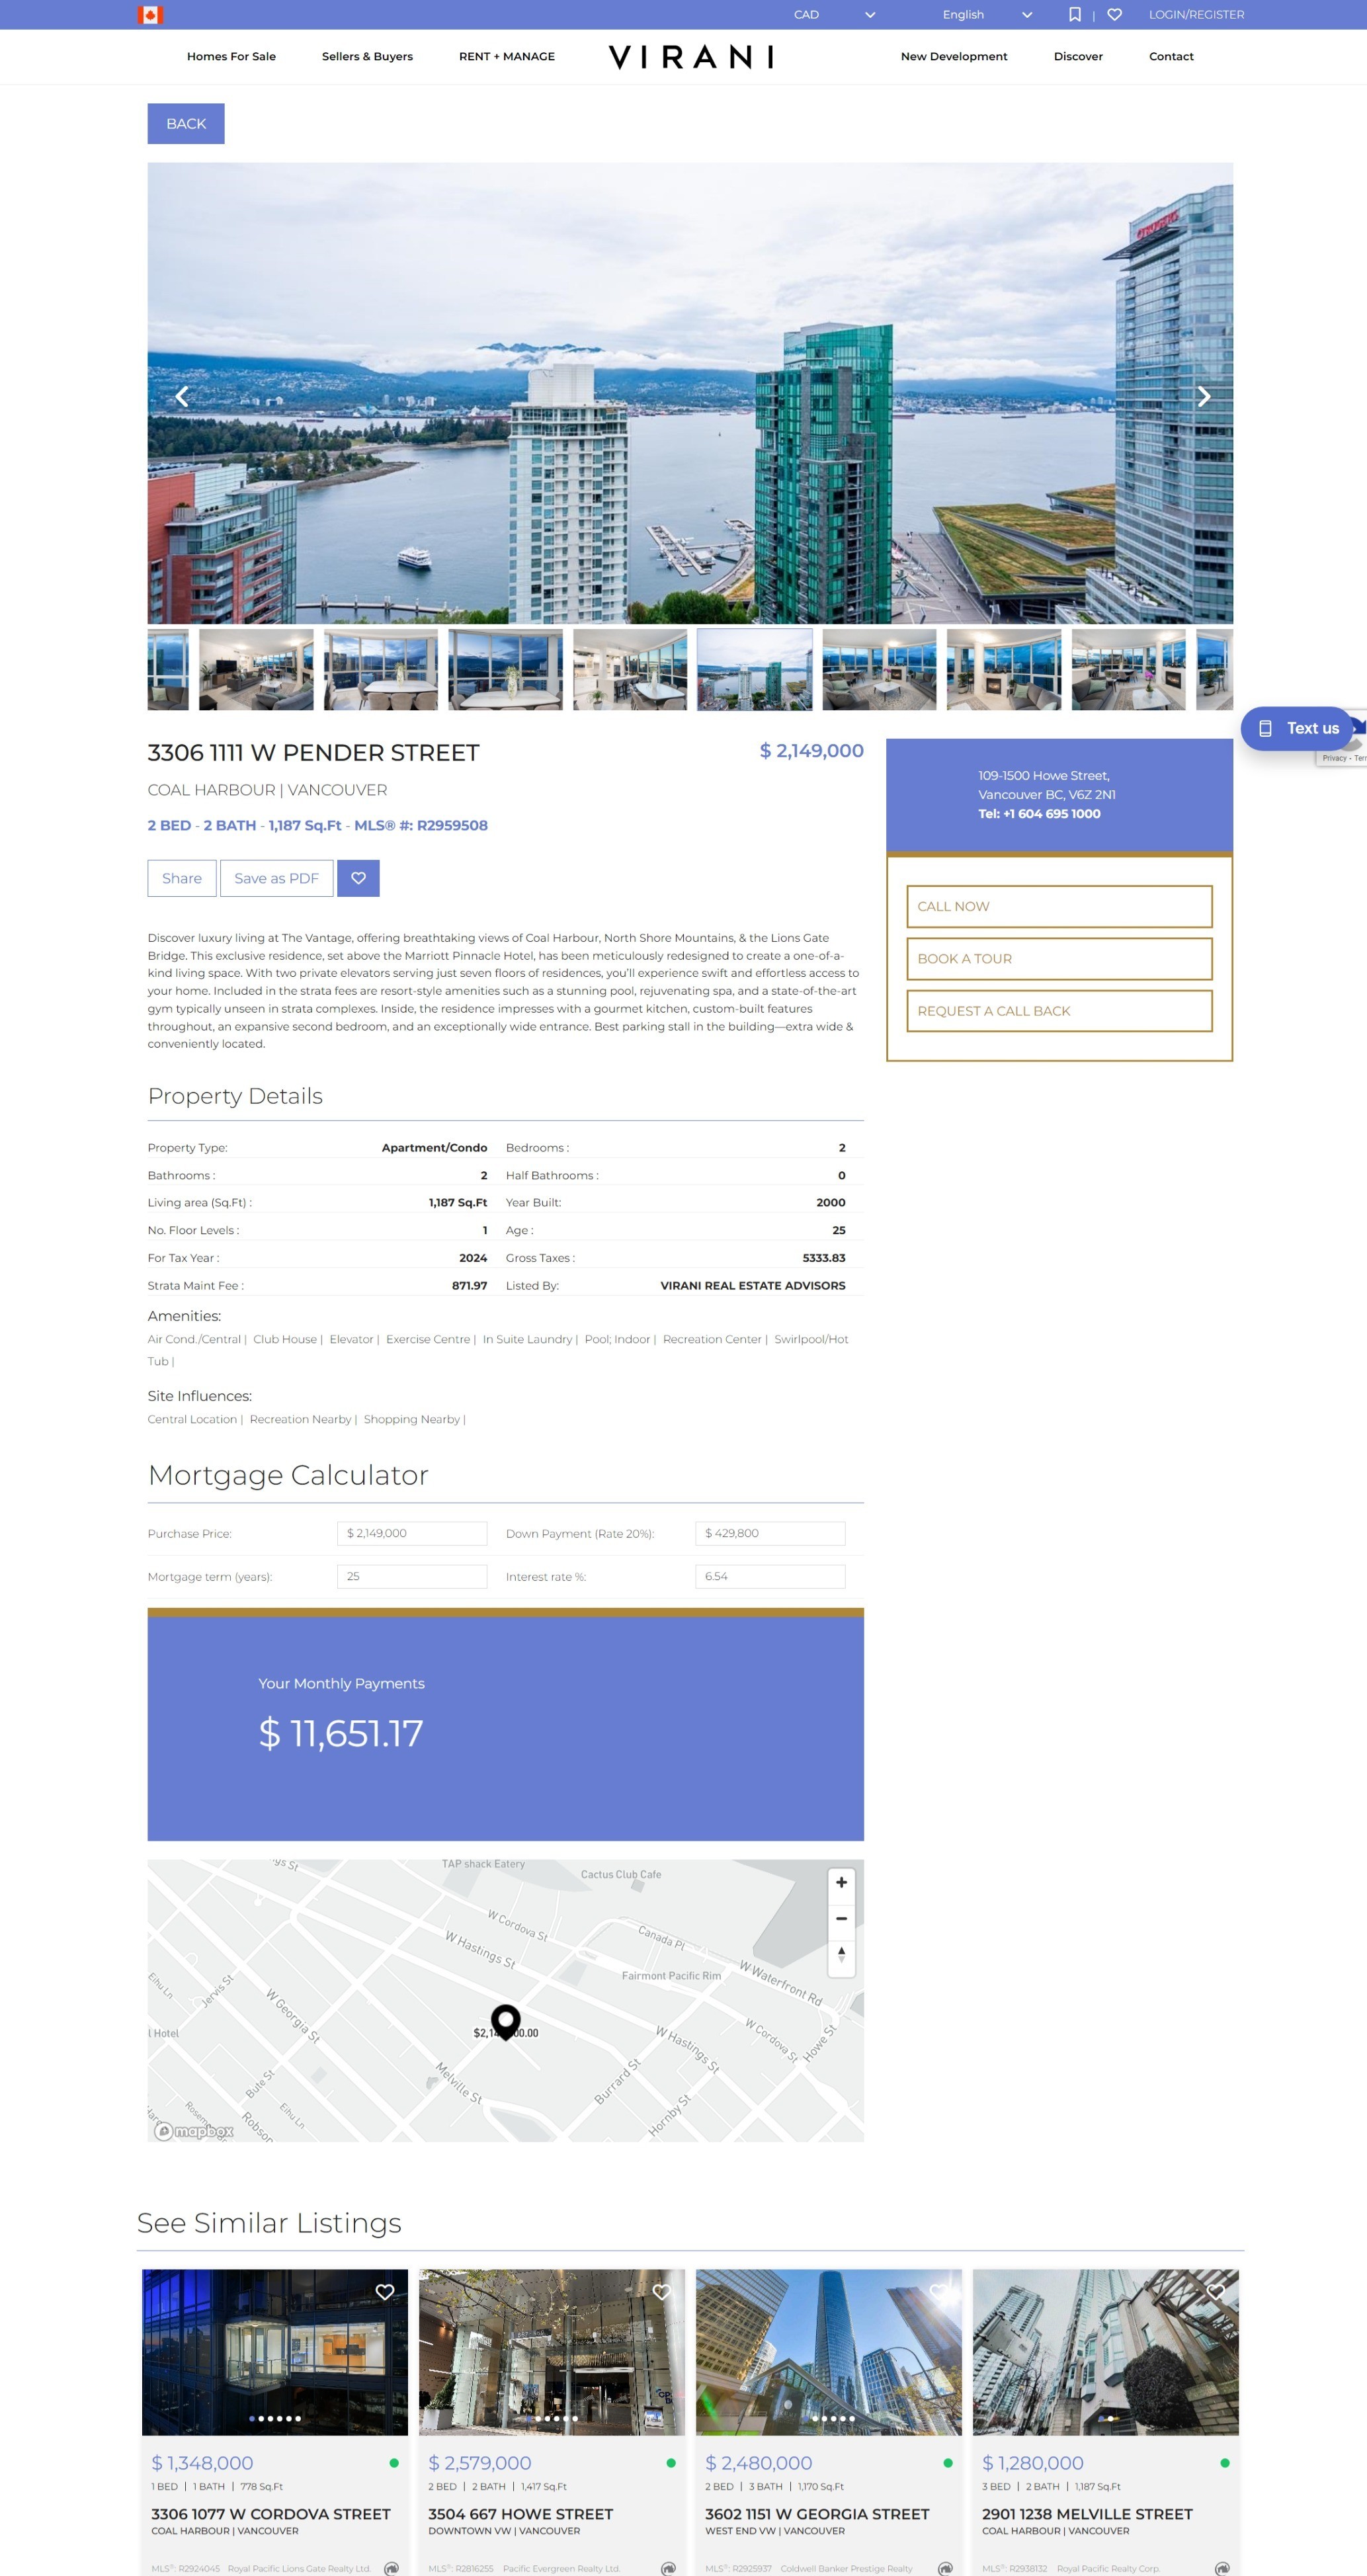 CAD
English
|
LOGIN/REGISTER
Homes For Sale
Sellers & Buyers
RENT + MANAGE
VIRANI
New Development
Discover
Contact
BACK
3306 1111 W PENDER STREET
$ 2,149,000
COAL HARBOUR | VANCOUVER
2 BED - 2 BATH - 1,187 Sq.Ft - MLS® #: R2959508
Share
Save as PDF
Discover luxury living at The Vantage, offering breathtaking views of Coal Harbour, North Shore Mountains, & the Lions Gate
Bridge. This exclusive residence, set above the Marriott Pinnacle Hotel, has been meticulously redesigned to create a one-of-a-
kind living space. With two private elevators serving just seven floors of residences, you'll experience swift and effortless access to
your home. Included in the strata fees are resort-style amenities such as a stunning pool, rejuvenating spa, and a state-of-the-art
gym typically unseen in strata complexes. Inside, the residence impresses with a gourmet kitchen, custom-built features
throughout, an expansive second bedroom, and an exceptionally wide entrance. Best parking stall in the building—extra wide &
conveniently located.
109-1500 Howe Street,
Vancouver BC, V6Z 2N1
Tel: +1 604 695 1000
CALL NOW
BOOK A TOUR
REQUEST A CALL BACK
Text us
Privacy - Ter
Property Details
Property Type: Apartment/Condo Bedrooms : 2
Bathrooms : 2 Half Bathrooms : 0
Living area (Sq.Ft) : 1,187 Sq.Ft Year Built: 2000
No. Floor Levels : 1 Age : 25
For Tax Year : 2024 Gross Taxes : 5333.83
Strata Maint Fee : 871.97 Listed By: VIRANI REAL ESTATE ADVISORS
Amenities:
Air Cond./Central | Club House | Elevator | Exercise Centre | In Suite Laundry | Pool; Indoor | Recreation Center | Swirlpool/Hot
Tub |
Site Influences:
Central Location | Recreation Nearby | Shopping Nearby |
Mortgage Calculator
Purchase Price: $ 2,149,000 Down Payment (Rate 20%): $ 429,800
Mortgage term (years): 25 Interest rate %: 6.54
Your Monthly Payments
$ 11,651.17
TAP shack Eatery
Cactus Club Cafe
W Cordova St
W Hastings St
Canada Pl
Fairmont Pacific Rim
W Waterfront Rd
Eihu Ln
Jervis St
W Georgia St
l Hotel
W Hastings St
W Cordova St
Howe St
Melville St
Burrard St
Bute St
Eihu Ln
Hornby St
Robson
mapbox
See Similar Listings
$ 1,348,000
1 BED | 1 BATH | 778 Sq.Ft
3306 1077 W CORDOVA STREET
COAL HARBOUR | VANCOUVER
MLS®: R2924045 Royal Pacific Lions Gate Realty Ltd.
$ 2,579,000
2 BED | 2 BATH | 1,417 Sq.Ft
3504 667 HOWE STREET
DOWNTOWN VW | VANCOUVER
MLS®: R2816255 Pacific Evergreen Realty Ltd.
$ 2,480,000
2 BED | 3 BATH | 1,170 Sq.Ft
3602 1151 W GEORGIA STREET
WEST END VW | VANCOUVER
MLS®: R2925937 Coldwell Banker Prestige Realty
$ 1,280,000
3 BED | 2 BATH | 1,187 Sq.Ft
2901 1238 MELVILLE STREET
COAL HARBOUR | VANCOUVER
MLS®: R2938132 Royal Pacific Realty Corp.